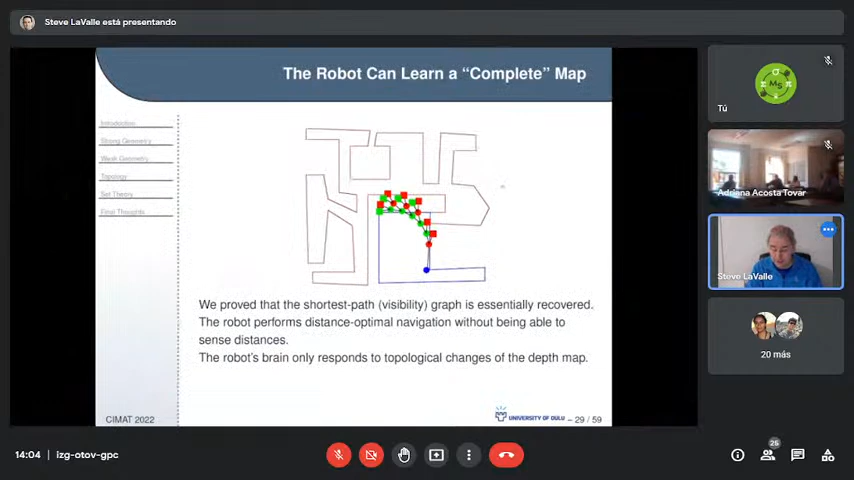 Steve LaValle está presentando
The Robot Can Learn a “Complete” Map
Introduction
Strong Geometry
Weak Geometry
Topology
Set Theory
Final Thoughts
We proved that the shortest-path (visibility) graph is essentially recovered.
The robot performs distance-optimal navigation without being able to
sense distances.
The robot's brain only responds to topological changes of the depth map.
CIMAT 2022
UNIVERSITY OF OULU – 29 / 59
MS
Tú
Adriana Acosta Tovar
Steve LaValle
20 más
14:04 | izg-otov-gpc
25